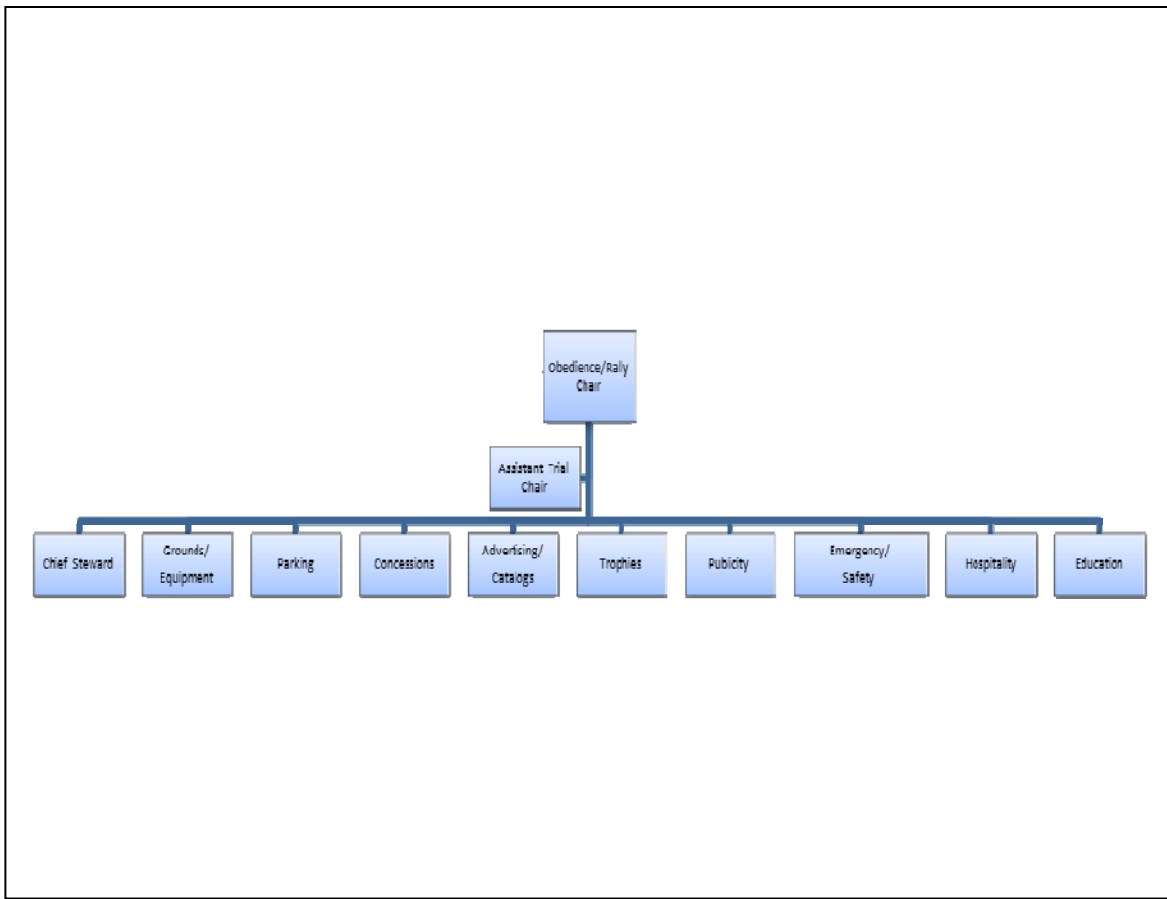 Obedience/Rally
Chair
Assistant Trial
Chair
Chief Steward
Grounds/
Equipment
Parking
Concessions
Advertising/
Catalogs
Trophies
Publicity
Emergency/
Safety
Hospitality
Education